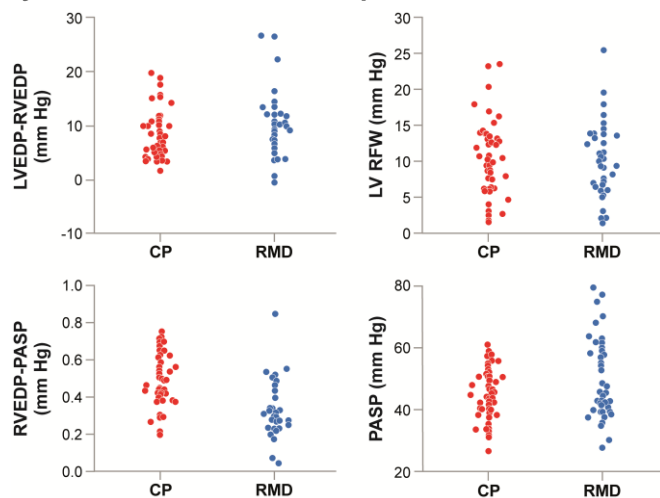 30
20
10
0
-10
LVEDP-RVEDP
(mm Hg)
CP
RMD
30
25
20
15
10
5
0
LV RFW (mm Hg)
CP
RMD
1.0
0.8
0.6
0.4
0.2
0.0
RVEDP-PASP
(mm Hg)
CP
RMD
80
60
40
20
PASP (mm Hg)
CP
RMD